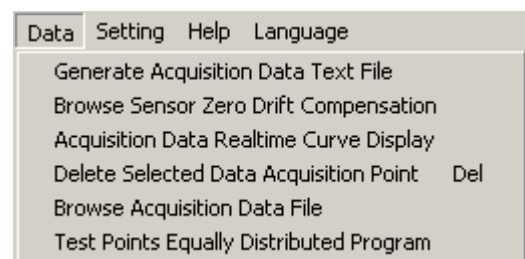 Data Setting Help Language
Generate Acquisition Data Text File
Browse Sensor Zero Drift Compensation
Acquisition Data Realtime Curve Display
Delete Selected Data Acquisition Point Del
Browse Acquisition Data File
Test Points Equally Distributed Program